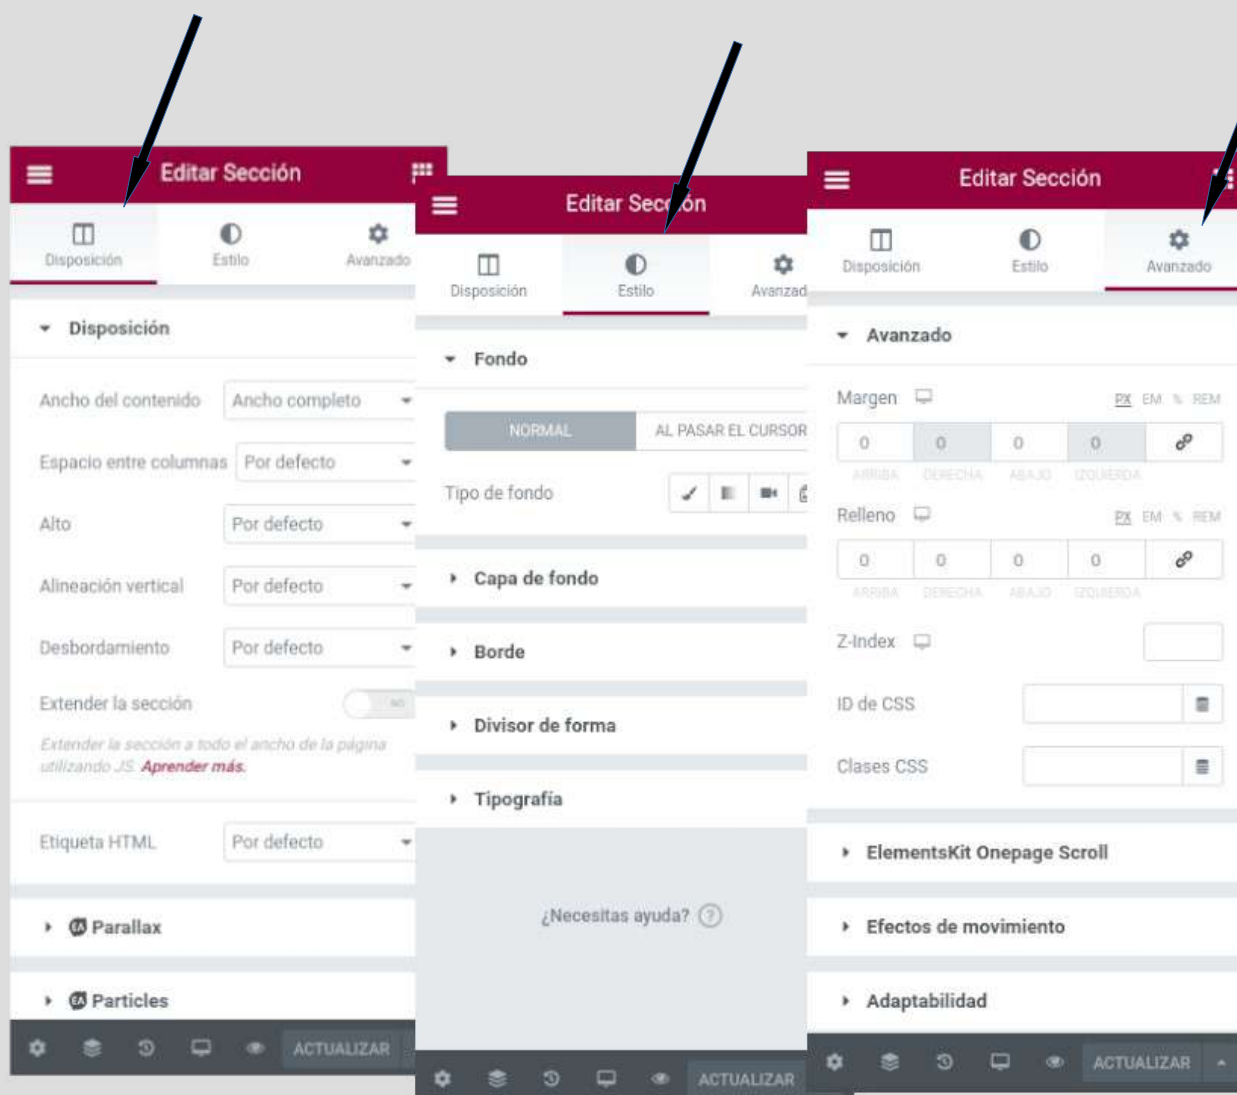 Editar Sección
Disposición
Estilo
Avanzado
Disposición
Ancho del contenido
Ancho completo
Espacio entre columnas
Por defecto
Alto
Por defecto
Alineación vertical
Por defecto
Desbordamiento
Por defecto
Extender la sección
NO
Extender la sección a todo el ancho de la página
utilizando JS. Aprender más.
Etiqueta HTML
Por defecto
EA Parallax
EA Particles
ACTUALIZAR
Editar Sección
Disposición
Estilo
Avanzad
Fondo
NORMAL
AL PASAR EL CURSOR
Tipo de fondo
Capa de fondo
Borde
Divisor de forma
Tipografía
¿Necesitas ayuda? ?
ACTUALIZAR
Editar Sección
Disposición
Estilo
Avanzado
Avanzado
Margen
PX EM % REM
0 0 0 0
ARRIBA DERECHA ABAJO IZQUIERDA
Relleno
PX EM % REM
0 0 0 0
ARRIBA DERECHA ABAJO IZQUIERDA
Z-Index
ID de CSS
Clases CSS
ElementsKit Onepage Scroll
Efectos de movimiento
Adaptabilidad
ACTUALIZAR